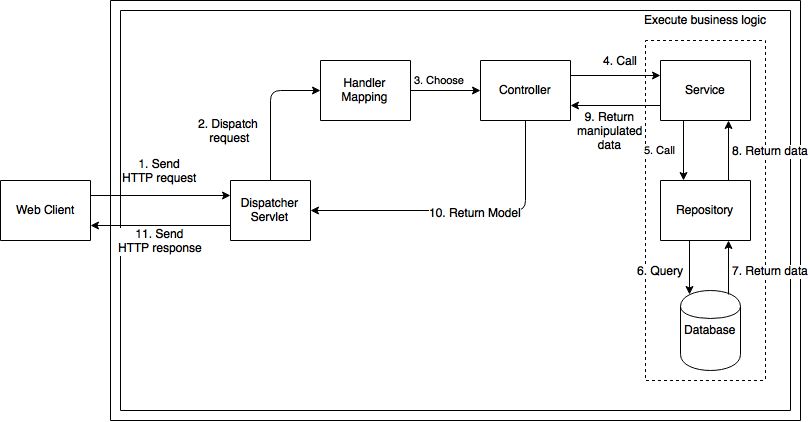 Execute business logic
4. Call
Handler
Mapping
3. Choose
Controller
Service
9. Return
manipulated
data
2. Dispatch
request
5. Call
8. Return data
1. Send
HTTP request
Web Client
Dispatcher
Servlet
10. Return Model
Repository
11. Send
HTTP response
6. Query
7. Return data
Database